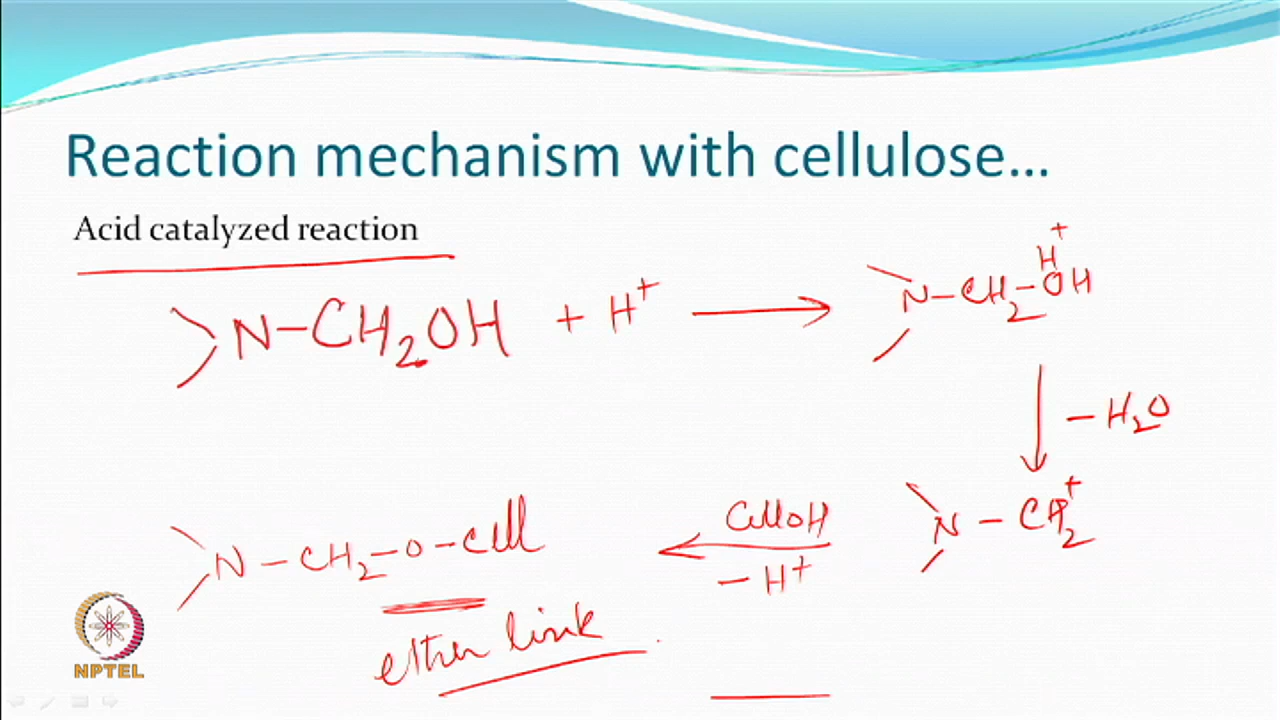 Reaction mechanism with cellulose...
Acid catalyzed reaction
>N-CH₂OH + H⁺ → >N-CH₂-OH H⁺
-H₂O
>N-CH₂⁺
CellOH
-H⁺
>N-CH₂-O-Cell
ether link
NPTEL